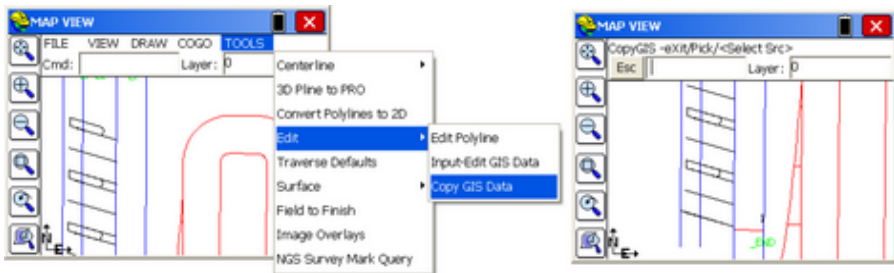 MAP VIEW
FILE VIEW DRAW COGO TOOLS
Cmd: Layer: 0
Centerline
3D Pline to PRO
Convert Polylines to 2D
Edit
Traverse Defaults
Surface
Field to Finish
Image Overlays
NGS Survey Mark Query
Edit Polyline
Input-Edit GIS Data
Copy GIS Data
N
E
MAP VIEW
CopyGIS -eXit/Pick/<Select Src>
Esc Layer: 0
_END
N
E